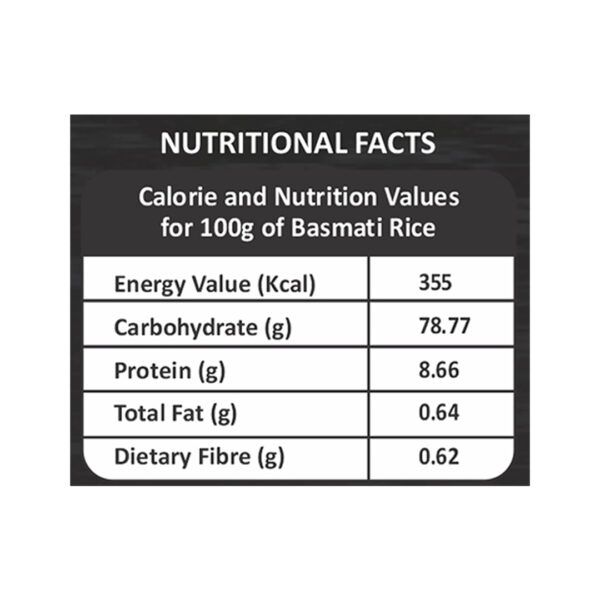 NUTRITIONAL FACTS
Calorie and Nutrition Values
for 100g of Basmati Rice
Energy Value (Kcal) 355
Carbohydrate (g) 78.77
Protein (g) 8.66
Total Fat (g) 0.64
Dietary Fibre (g) 0.62